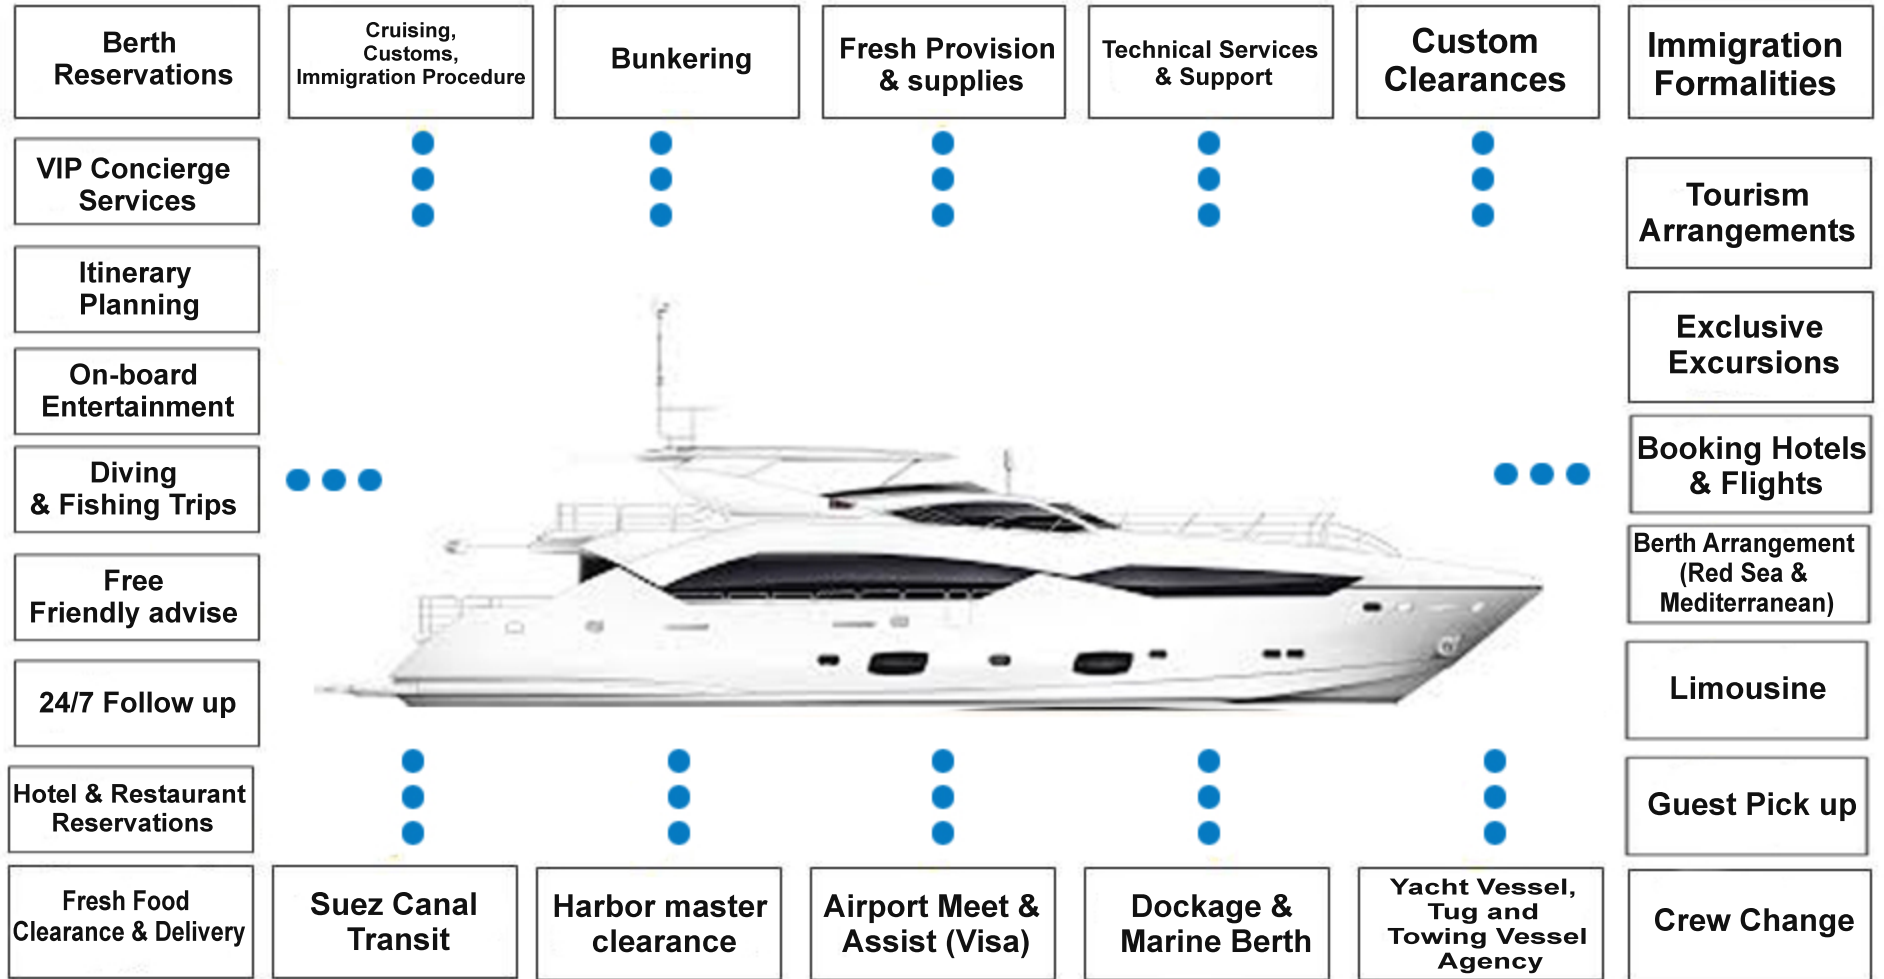 Berth
Reservations
Cruising,
Customs,
Immigration Procedure
Bunkering
Fresh Provision
& supplies
Technical Services
& Support
Custom
Clearances
Immigration
Formalities
VIP Concierge
Services
Itinerary
Planning
On-board
Entertainment
Diving
& Fishing Trips
Free
Friendly advise
24/7 Follow up
Hotel & Restaurant
Reservations
Fresh Food
Clearance & Delivery
Tourism
Arrangements
Exclusive
Excursions
Booking Hotels
& Flights
Berth Arrangement
(Red Sea &
Mediterranean)
Limousine
Guest Pick up
Crew Change
Suez Canal
Transit
Harbor master
clearance
Airport Meet &
Assist (Visa)
Dockage &
Marine Berth
Yacht Vessel,
Tug and
Towing Vessel
Agency